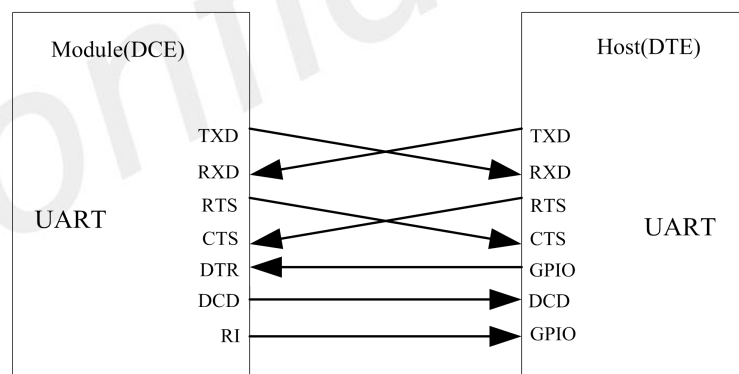 Module(DCE)
Host(DTE)
TXD
TXD
RXD
RXD
RTS
RTS
UART
UART
CTS
CTS
DTR
GPIO
DCD
DCD
RI
GPIO